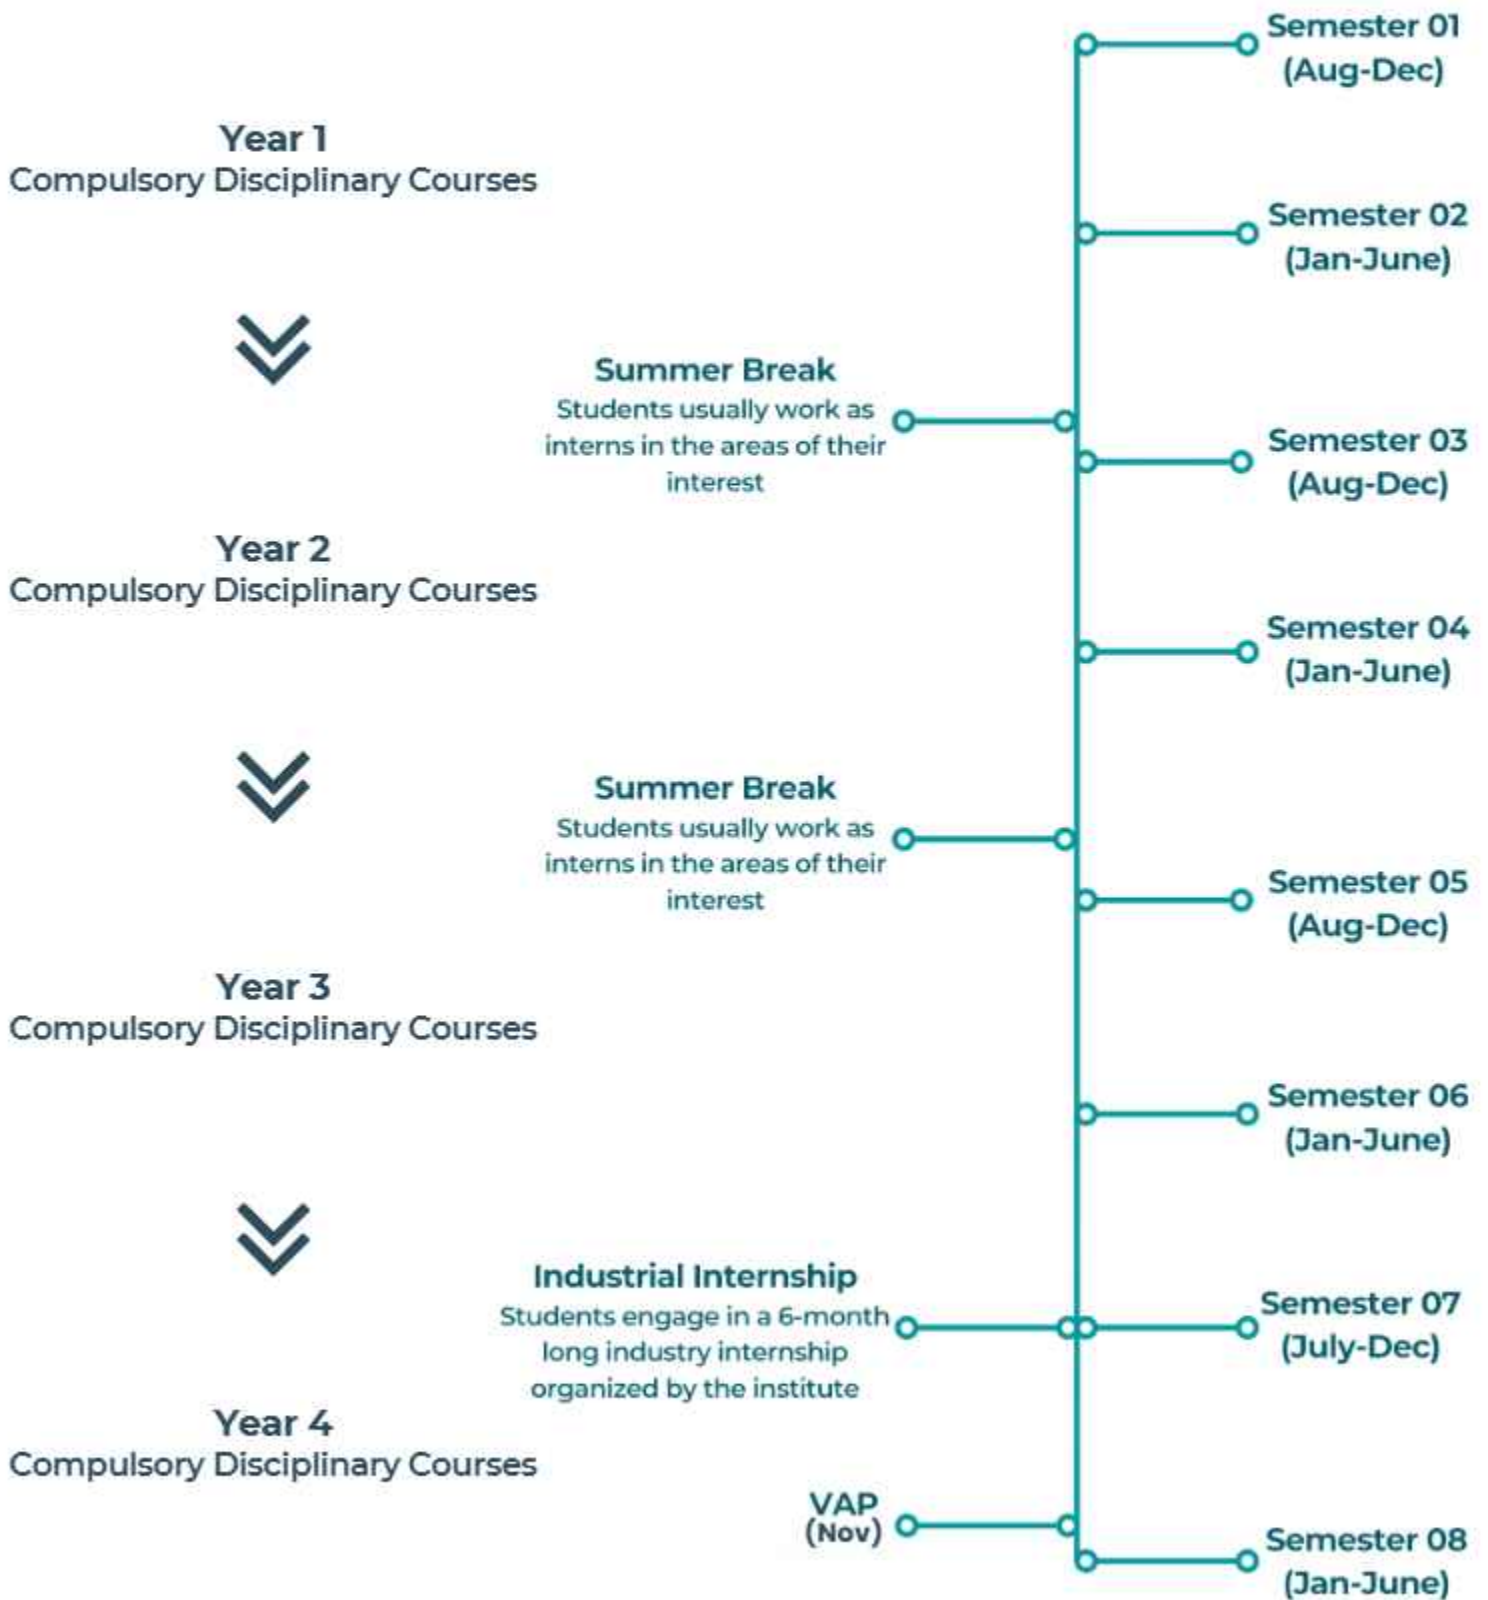 Semester 01
(Aug-Dec)
Year 1
Compulsory Disciplinary Courses
Semester 02
(Jan-June)
Summer Break
Students usually work as
interns in the areas of their
interest
Semester 03
(Aug-Dec)
Year 2
Compulsory Disciplinary Courses
Semester 04
(Jan-June)
Summer Break
Students usually work as
interns in the areas of their
interest
Semester 05
(Aug-Dec)
Year 3
Compulsory Disciplinary Courses
Semester 06
(Jan-June)
Industrial Internship
Students engage in a 6-month
long industry internship
organized by the institute
Semester 07
(July-Dec)
Year 4
Compulsory Disciplinary Courses
VAP
(Nov)
Semester 08
(Jan-June)